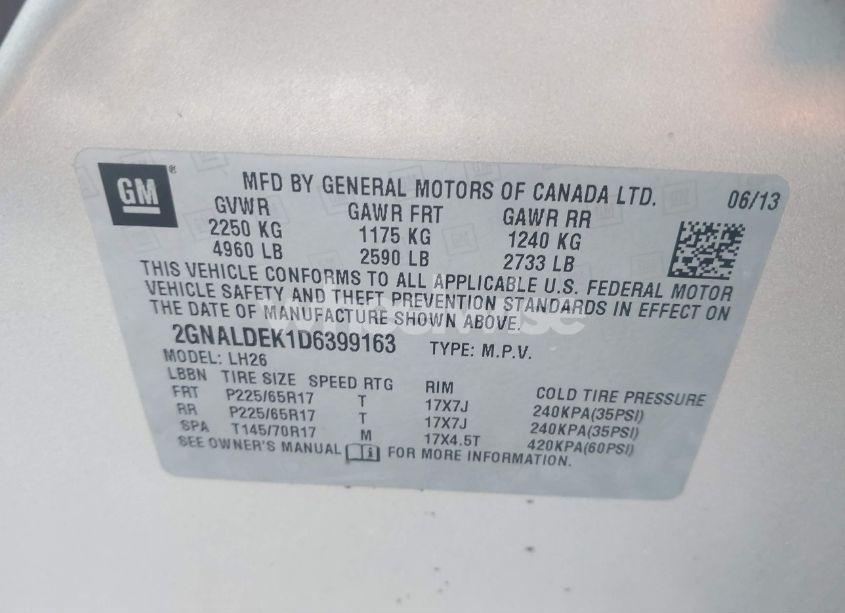 GM®
MFD BY GENERAL MOTORS OF CANADA LTD. 06/13
GVWR GAWR FRT GAWR RR
2250 KG 1175 KG 1240 KG
4960 LB 2590 LB 2733 LB
THIS VEHICLE CONFORMS TO ALL APPLICABLE U.S. FEDERAL MOTOR
VEHICLE SAFETY AND THEFT PREVENTION STANDARDS IN EFFECT ON
THE DATE OF MANUFACTURE SHOWN ABOVE.
2GNALDEK1D6399163 TYPE: M.P.V.
MODEL: LH26
LBBN TIRE SIZE SPEED RTG RIM COLD TIRE PRESSURE
FRT P225/65R17 T 17X7J 240KPA(35PSI)
RR P225/65R17 T 17X7J 240KPA(35PSI)
SPA T145/70R17 M 17X4.5T 420KPA(60PSI)
SEE OWNER'S MANUAL FOR MORE INFORMATION.